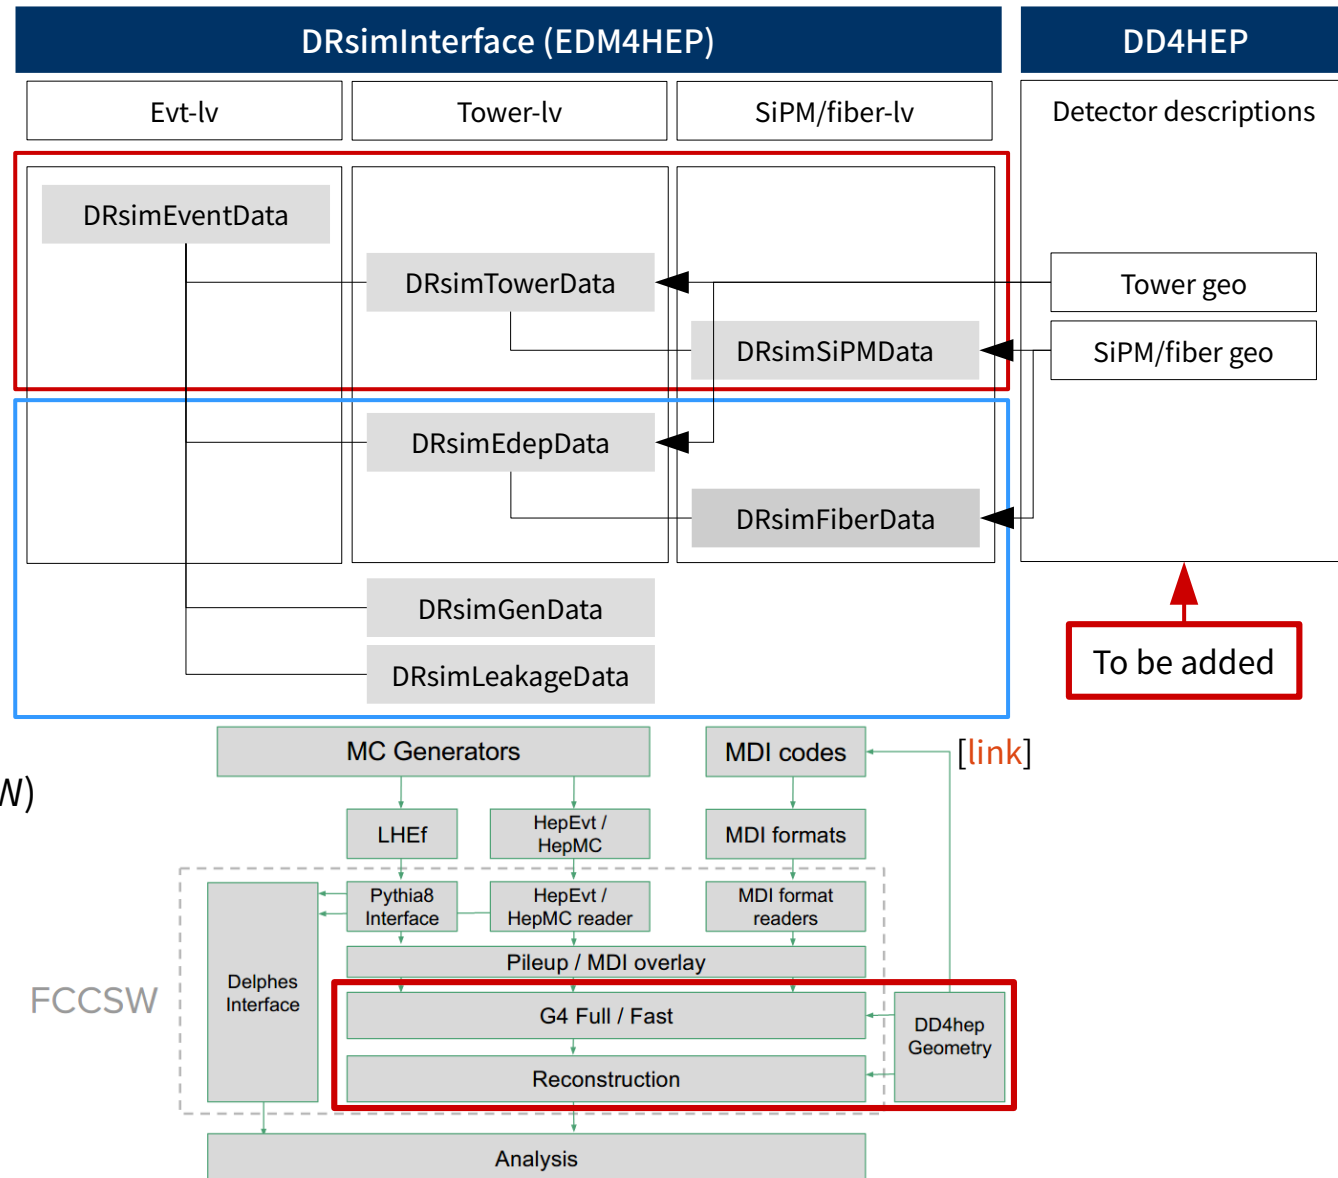 DRsimInterface (EDM4HEP)
DD4HEP
Evt-lv
Tower-lv
SiPM/fiber-lv
Detector descriptions
DRsimEventData
DRsimTowerData
Tower geo
DRsimSiPMData
SiPM/fiber geo
DRsimEdepData
DRsimFiberData
DRsimGenData
DRsimLeakageData
To be added
MC Generators
MDI codes
[link]
W)
LHEf
HepEvt /
HepMC
MDI formats
Pythia8
Interface
HepEvt /
HepMC reader
MDI format
readers
Pileup / MDI overlay
FCCSW
Delphes
Interface
G4 Full / Fast
DD4hep
Geometry
Reconstruction
Analysis